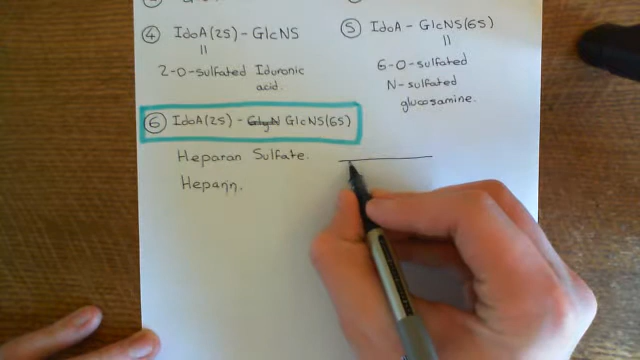 ④ IdoA(2S) - GlcNS
=
2-O-sulfated Iduronic
acid.
⑤ IdoA - GlcNS(6S)
=
6-O-sulfated
N-sulfated
glucosamine.
⑥ IdoA(2S) - GlcNS(6S)
Heparan Sulfate.
Heparin.